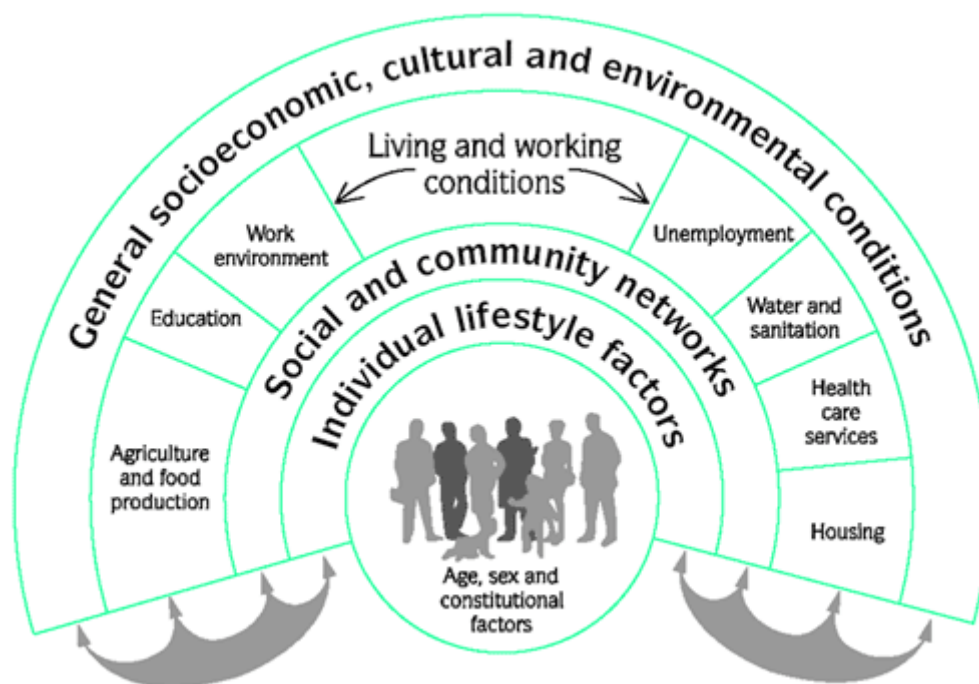 General socioeconomic, cultural and environmental conditions
Living and working
conditions
Work
environment
Unemployment
Education
Water and
sanitation
Agriculture
and food
production
Health
care
services
Housing
Social and community networks
Individual lifestyle factors
Age, sex and
constitutional
factors